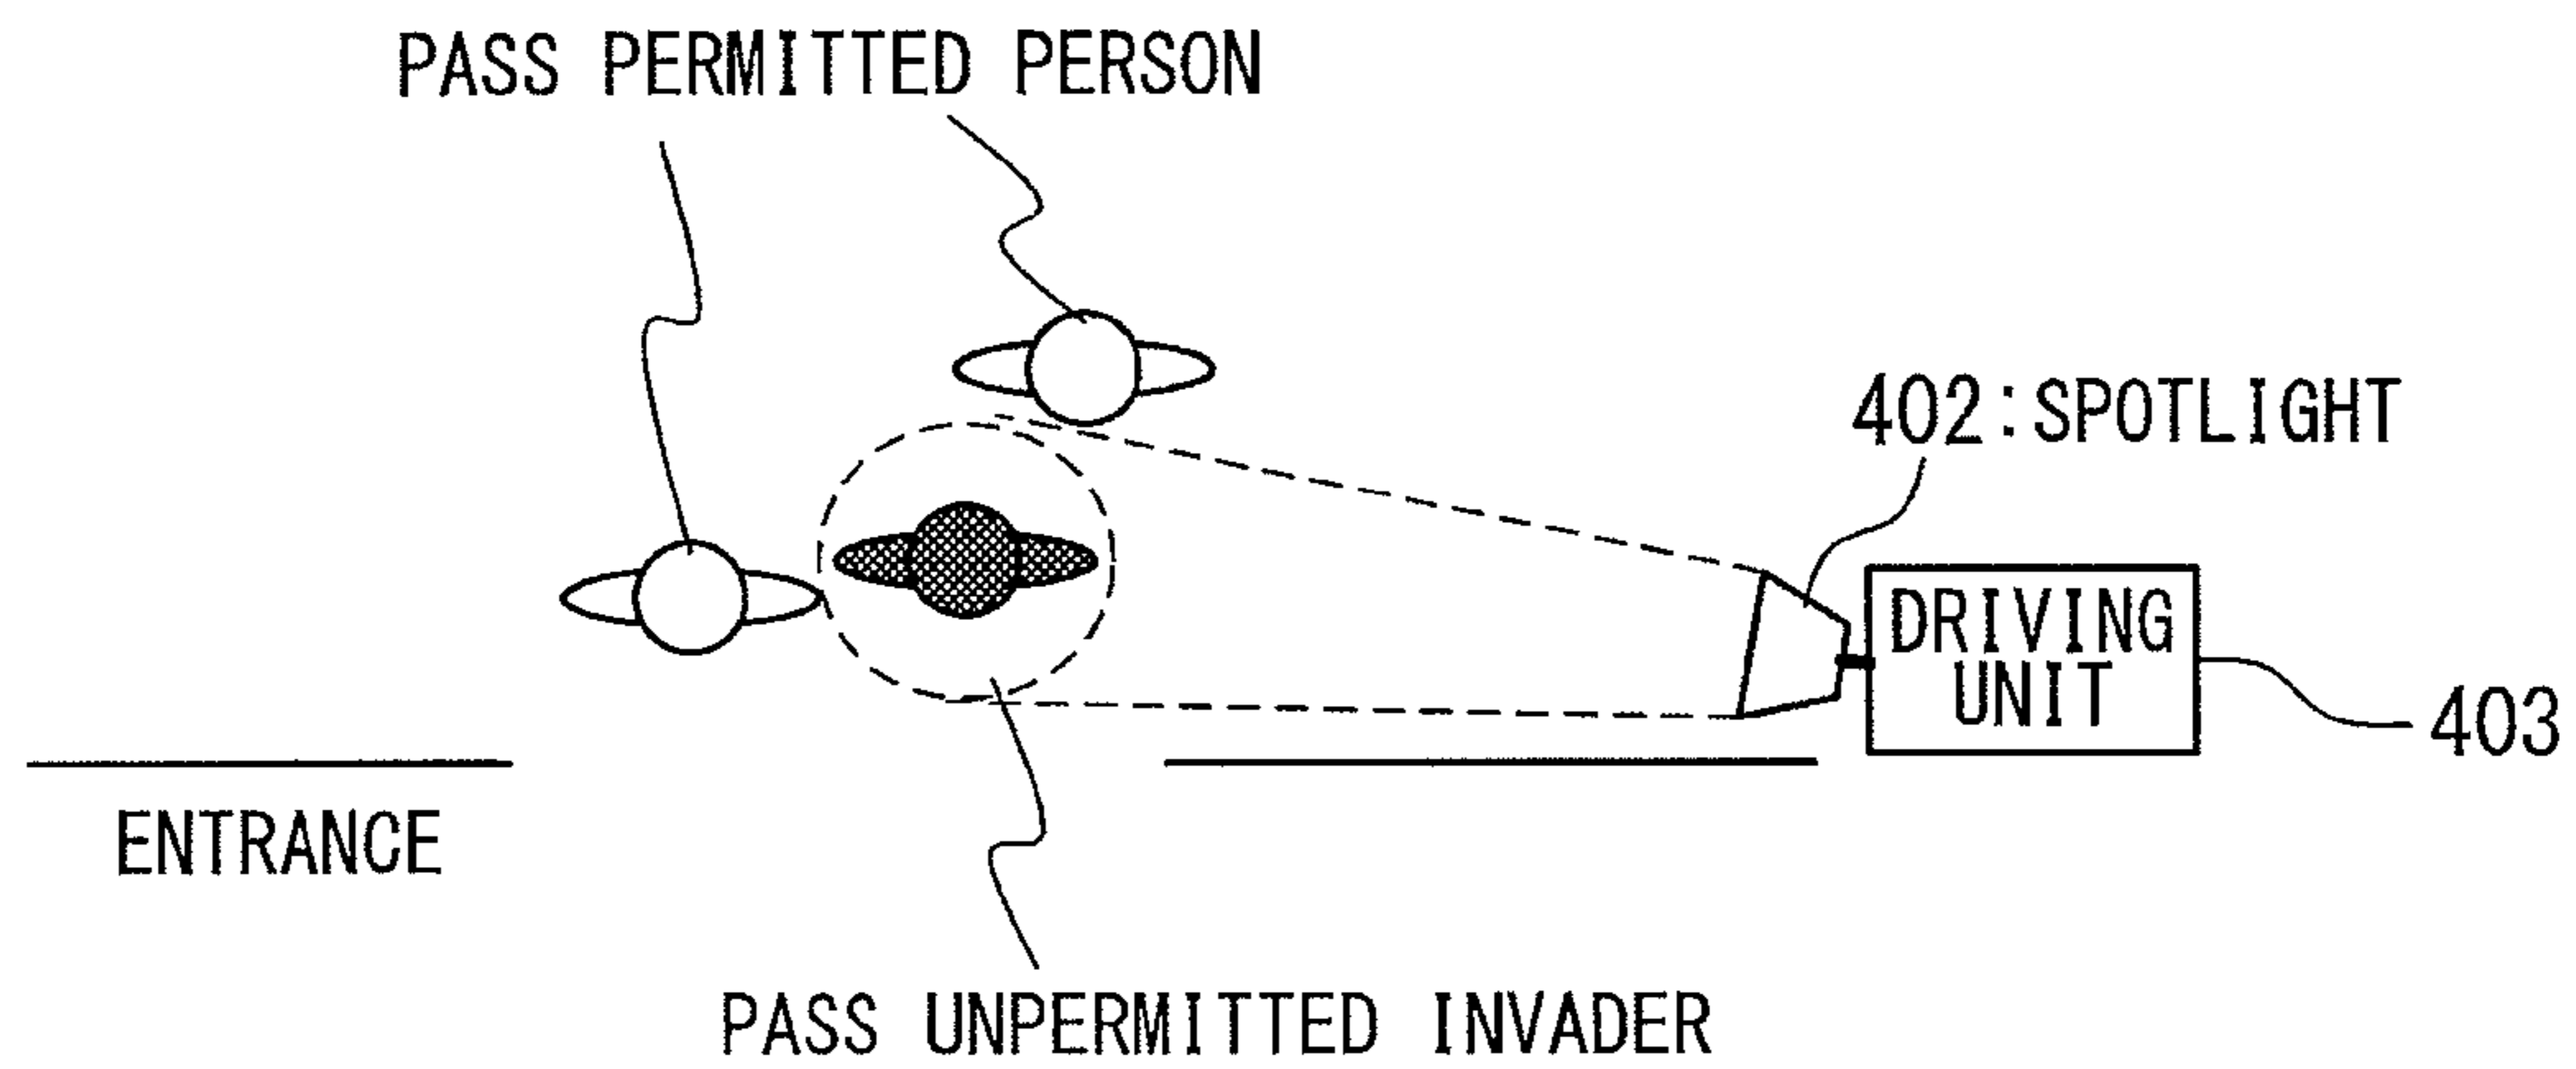 PASS PERMITTED PERSON
402:SPOTLIGHT
DRIVING
UNIT
403
ENTRANCE
PASS UNPERMITTED INVADER